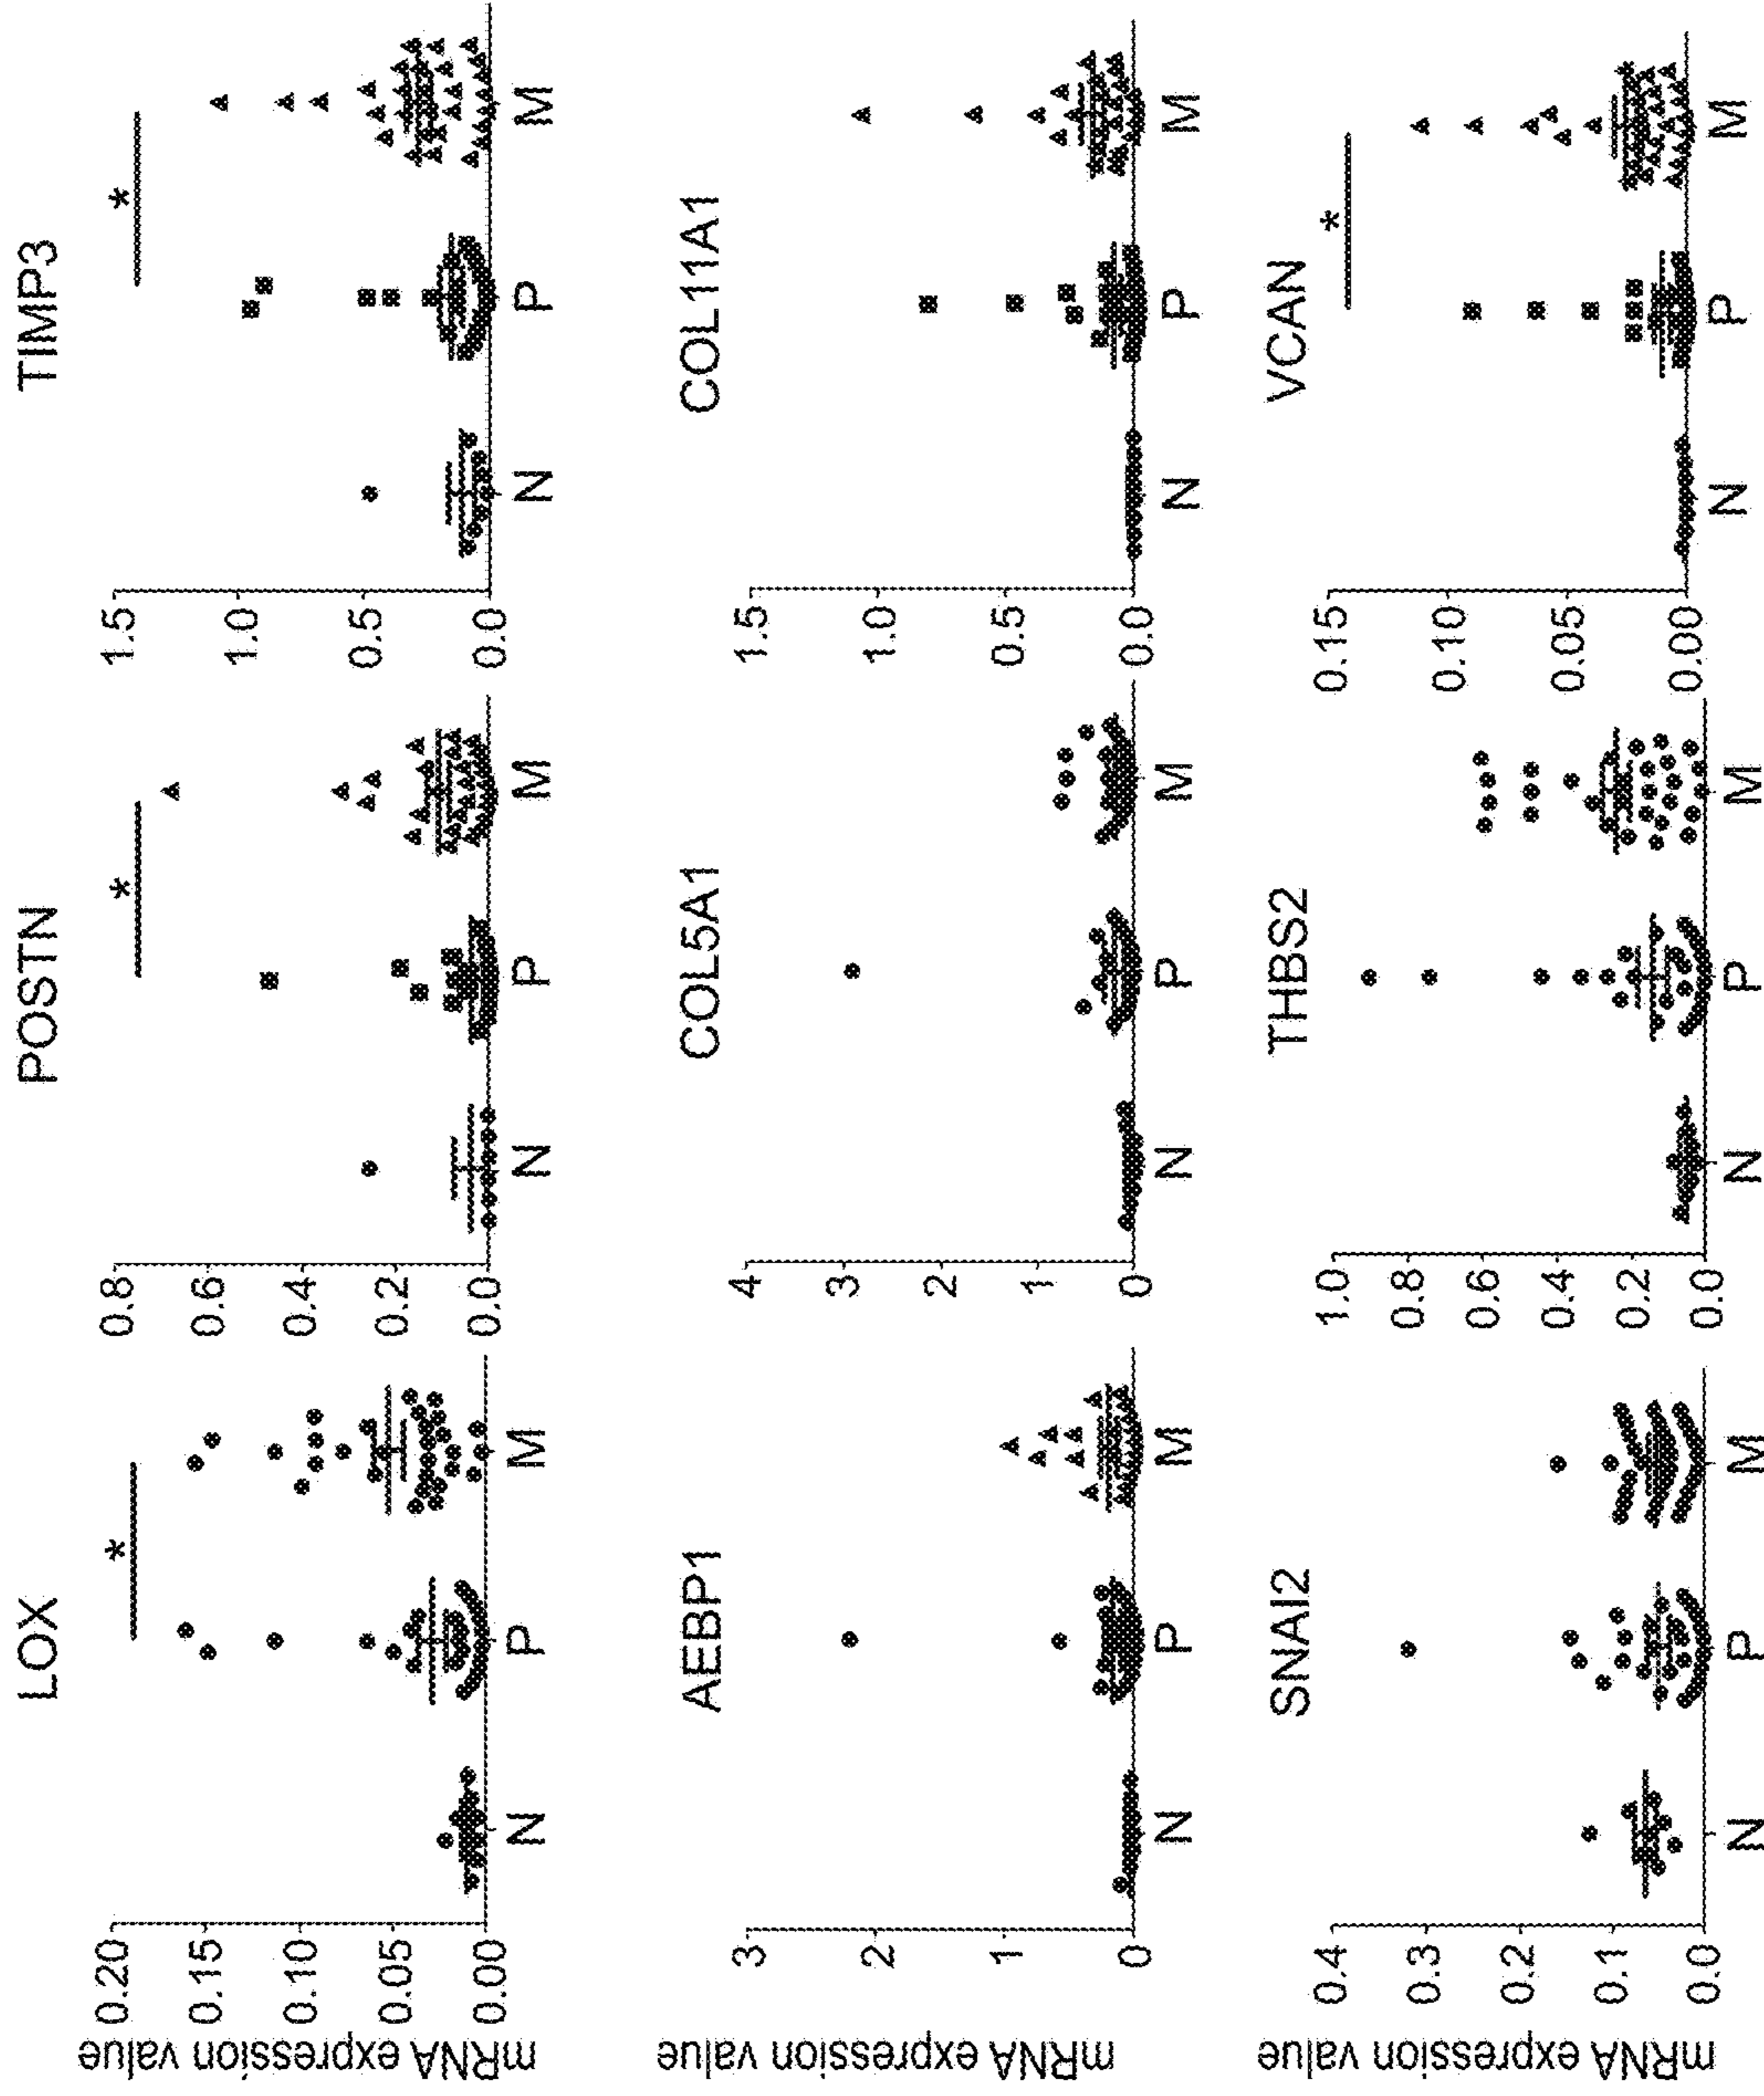 LOX
mRNA expression value
0.20
0.15
0.10
0.05
0.00
*
N P M
POSTN
0.8
0.6
0.4
0.2
0.0
*
N P M
TIMP3
1.5
1.0
0.5
0.0
*
N P M
AEBP1
mRNA expression value
3
2
1
0
N P M
COL5A1
4
3
2
1
0
N P M
COL11A1
1.5
1.0
0.5
0.0
N P M
SNAI2
mRNA expression value
0.4
0.3
0.2
0.1
0.0
N P M
THBS2
1.0
0.8
0.6
0.4
0.2
0.0
N P M
VCAN
0.15
0.10
0.05
0.00
*
N P M